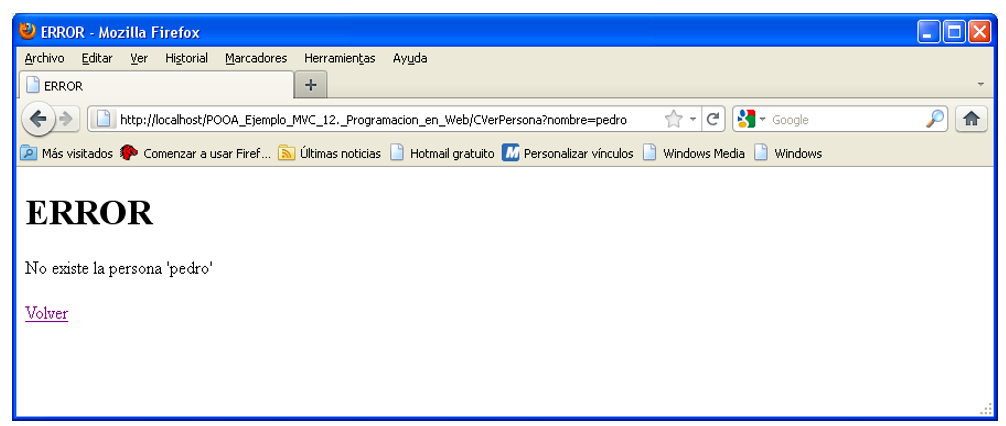 ERROR - Mozilla Firefox
Archivo Editar Ver Historial Marcadores Herramientas Ayuda
ERROR +
http://localhost/POOA_Ejemplo_MVC_12._Programacion_en_Web/CVerPersona?nombre=pedro Google
Más visitados Comenzar a usar Firef... Últimas noticias Hotmail gratuito M Personalizar vínculos Windows Media Windows
ERROR
No existe la persona 'pedro'
Volver